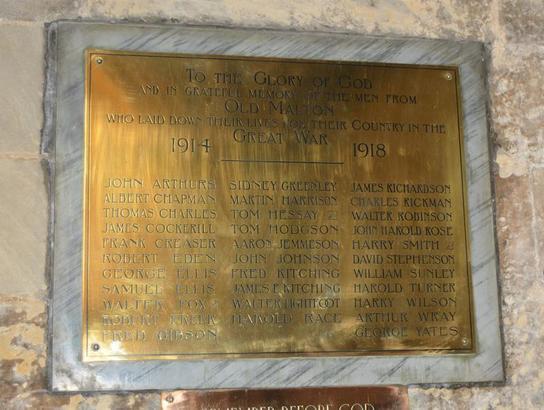 To the Glory of God
and in grateful memory of the men from
Old Malton
who laid down their lives for their Country in the
Great War
1914 1918
John Arthurs
Albert Chapman
Thomas Charles
James Cockerill
Frank Creaser
Robert Eden
George Ellis
Samuel Ellis
Walter Fox
Robert Freer
Fred Gibson
Sidney Greenley
Martin Harrison
Tom Hessay
Tom Hodgson
Aaron Jemmeson
John Johnson
Fred Kitching
James E Kitching
Walter Lightfoot
Harold Race
James Richardson
Charles Rickman
Walter Robinson
John Harold Rose
Harry Smith
David Stephenson
William Sunley
Harold Turner
Harry Wilson
Arthur Wray
George Yates
Remember before God